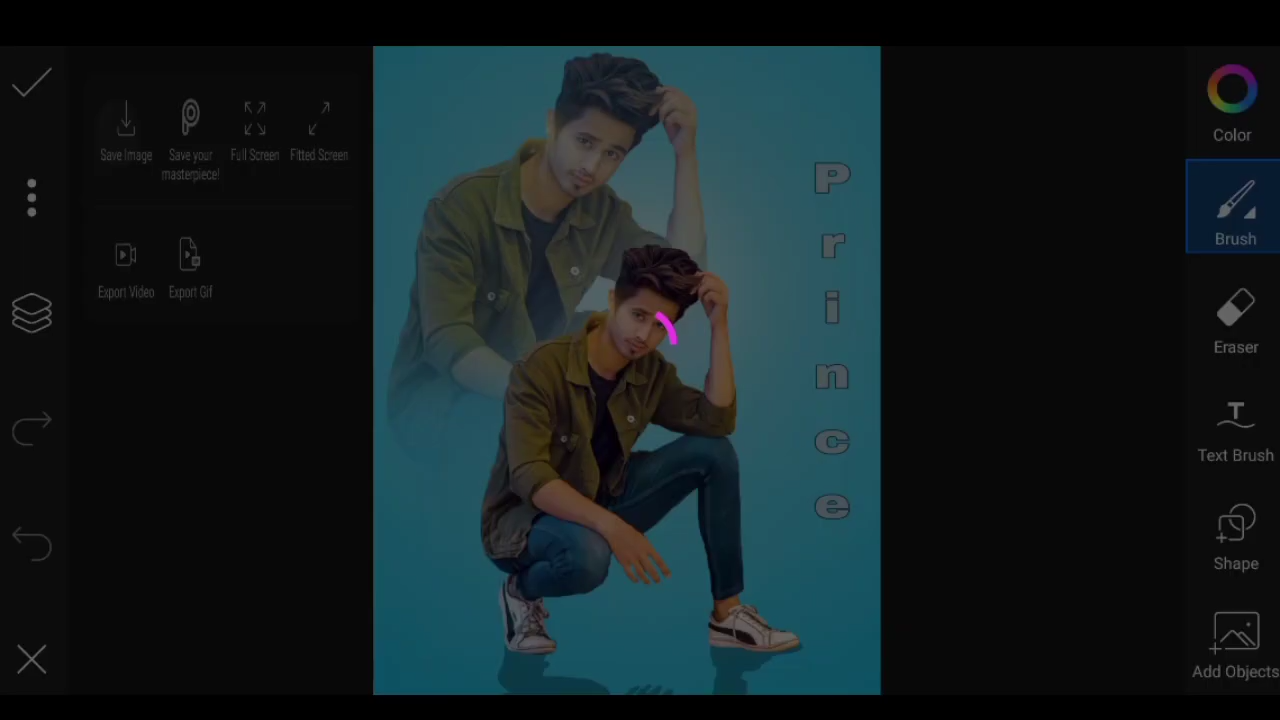 Save Image
Save your
masterpiece!
Full Screen
Fitted Screen
Export Video
Export Gif
P
r
i
n
c
e
Color
Brush
Eraser
Text Brush
Shape
Add Objects